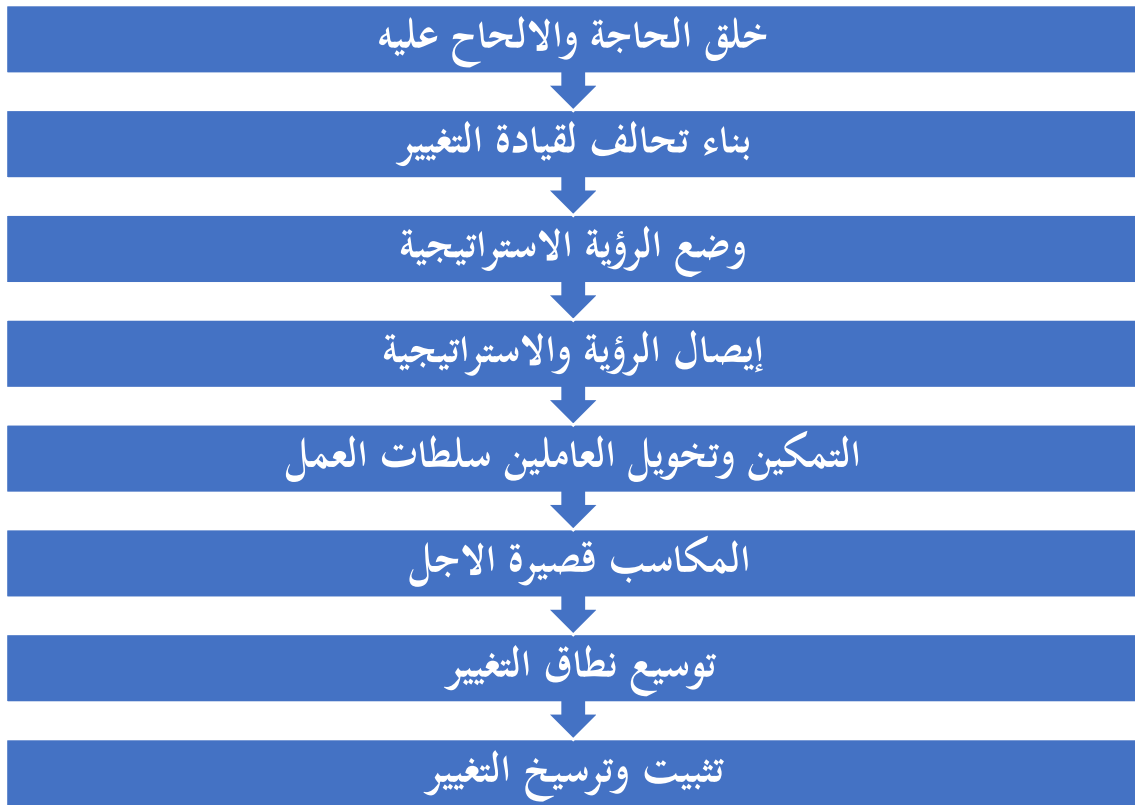 خلق الحاجة والالحاح عليه
بناء تحالف لقيادة التغيير
وضع الرؤية الاستراتيجية
إيصال الرؤية والاستراتيجية
التمكين وتخويل العاملين سلطات العمل
المكاسب قصيرة الاجل
توسيع نطاق التغيير
تثبيت وترسيخ التغيير